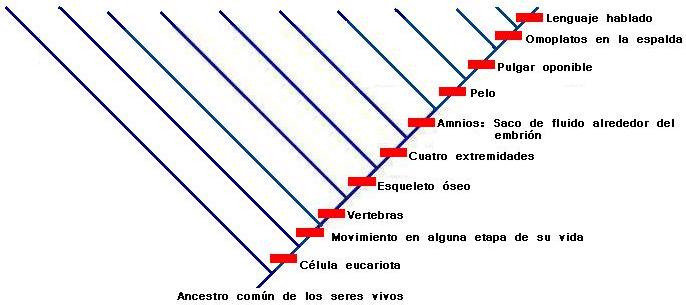 Lenguaje hablado
Omoplatos en la espalda
Pulgar oponible
Pelo
Amnios: Saco de fluido alrededor del
embrión
Cuatro extremidades
Esqueleto óseo
Vertebras
Movimiento en alguna etapa de su vida
Célula eucariota
Ancestro común de los seres vivos